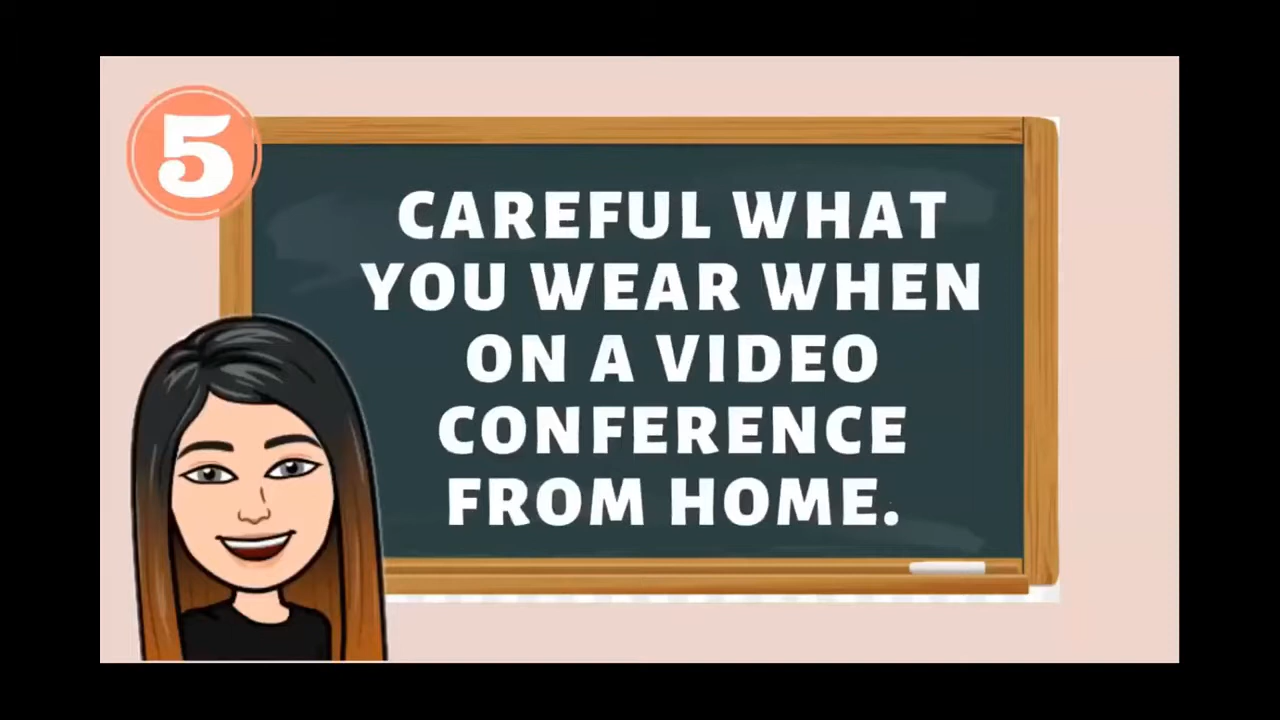 5
CAREFUL WHAT
YOU WEAR WHEN
ON A VIDEO
CONFERENCE
FROM HOME.